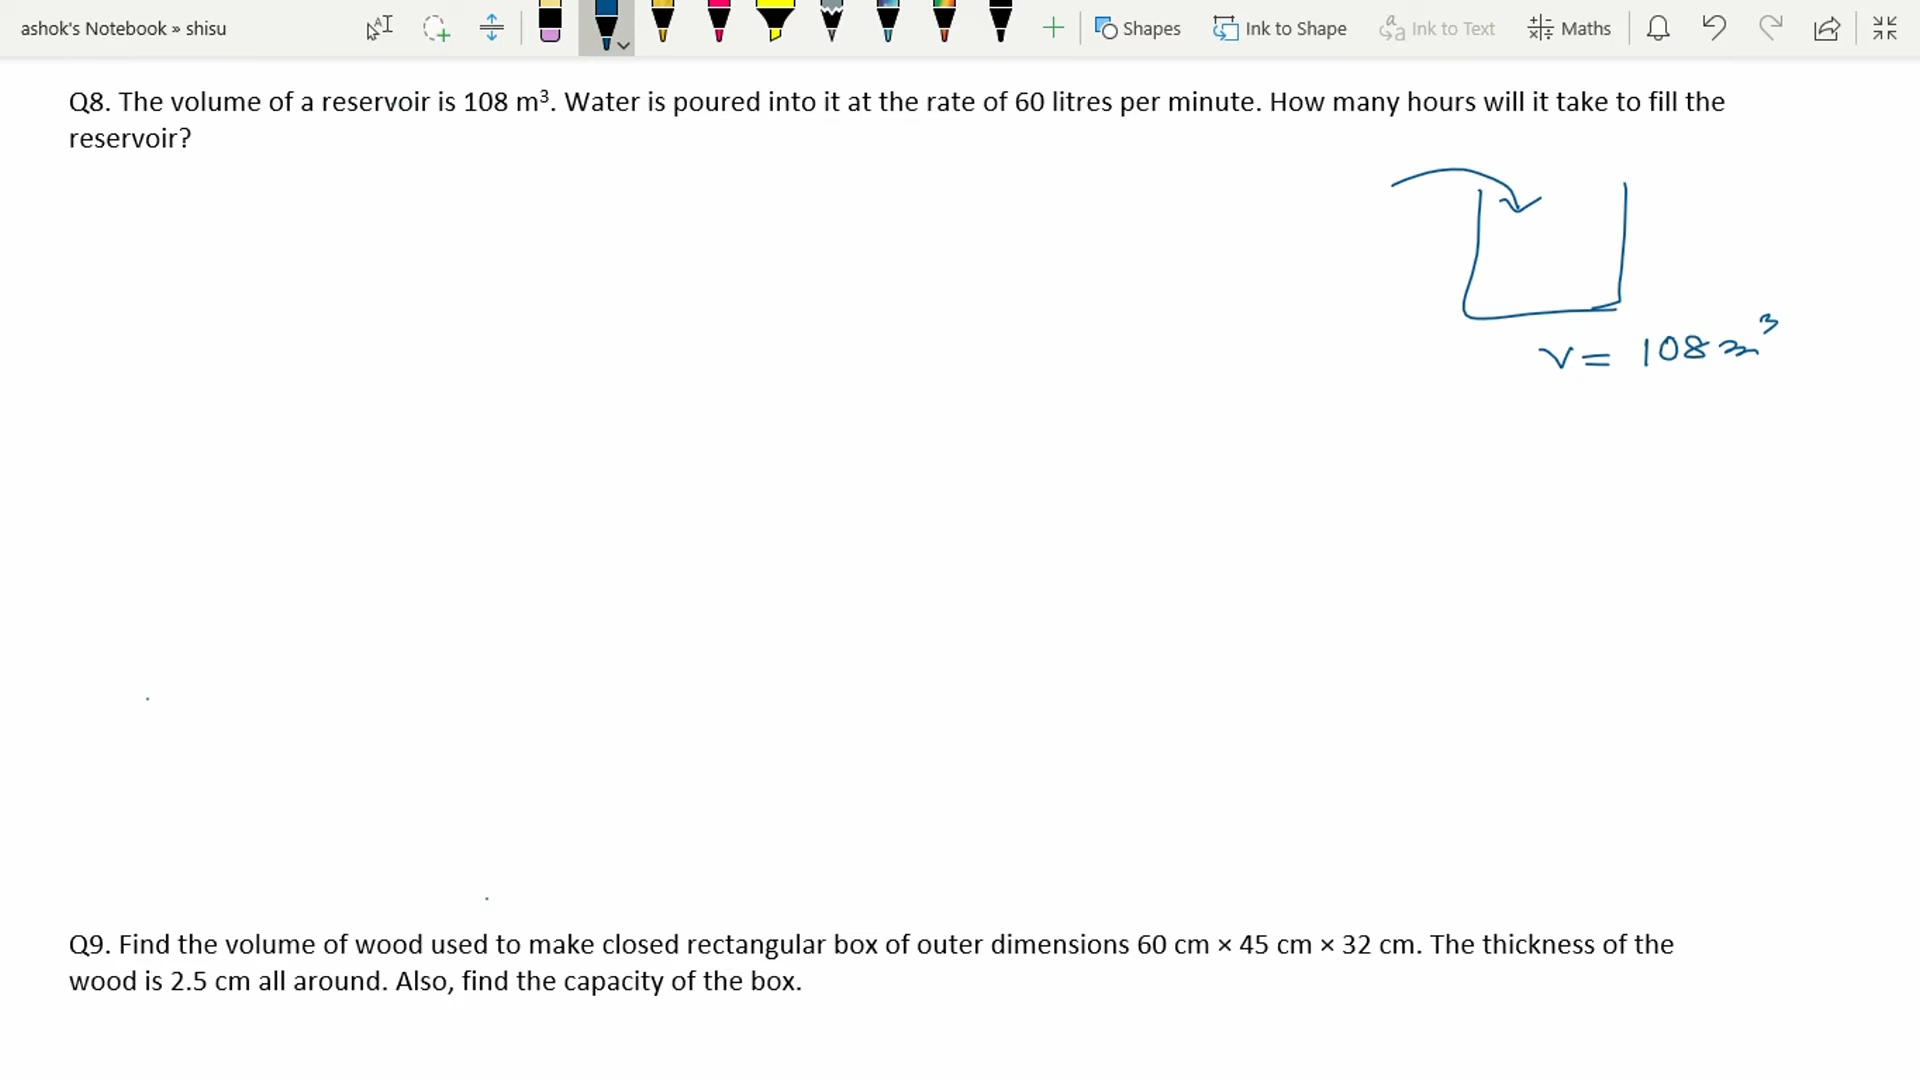 ashok's Notebook » shisu
Shapes
Ink to Shape
Ink to Text
Maths
Q8. The volume of a reservoir is 108 m³. Water is poured into it at the rate of 60 litres per minute. How many hours will it take to fill the
reservoir?
V = 108 m³
Q9. Find the volume of wood used to make closed rectangular box of outer dimensions 60 cm × 45 cm × 32 cm. The thickness of the
wood is 2.5 cm all around. Also, find the capacity of the box.